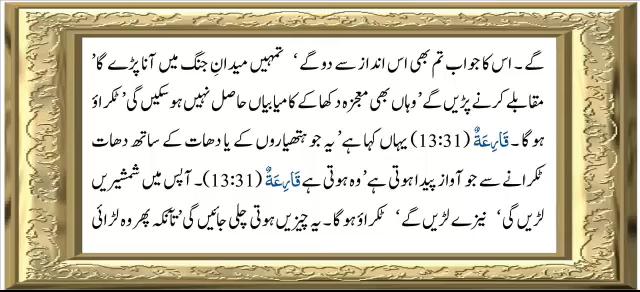 گے ۔ اس کا جواب تم بھی اس انداز سے دو گے ‘ تمہیں میدانِ جنگ میں آنا پڑے گا ’
مقابلے کرنے پڑیں گے ’ وہاں بھی معجزہ دکھا کے کامیابیاں حاصل نہیں ہو سکیں گی ’ ٹکراؤ
ہو گا ۔ قَارِعَةٌ (13:31) یہاں کہا ہے ’ یہ جو ہتھیاروں کے یا دھات کے ساتھ دھات
ٹکرانے سے جو آواز پیدا ہوتی ہے ’ وہ ہوتی ہے قَارِعَةٌ (13:31)۔ آپس میں شمشیریں
لڑیں گی ‘ نیزے لڑیں گے ‘ ٹکراؤ ہو گا ۔ یہ چیزیں ہوتی چلی جائیں گی ’ تاآنکہ پھر وہ لڑائی